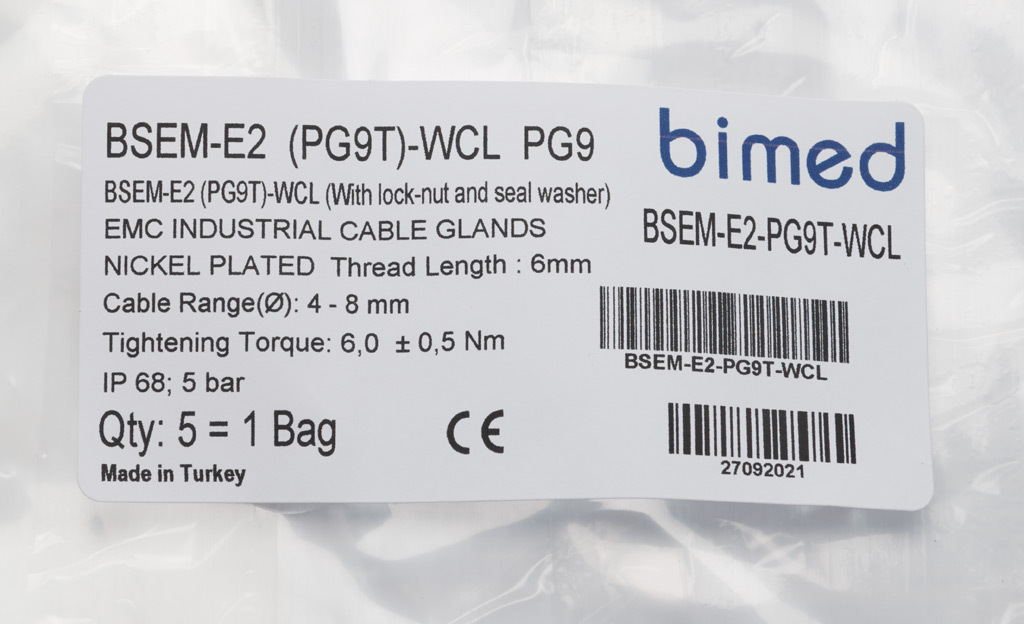 BSEM-E2 (PG9T)-WCL PG9
BSEM-E2 (PG9T)-WCL (With lock-nut and seal washer)
EMC INDUSTRIAL CABLE GLANDS
NICKEL PLATED Thread Length : 6mm
Cable Range(Ø): 4 - 8 mm
Tightening Torque: 6,0 ± 0,5 Nm
IP 68; 5 bar
Qty: 5 = 1 Bag
CE
Made in Turkey
bimed
BSEM-E2-PG9T-WCL
BSEM-E2-PG9T-WCL
27092021